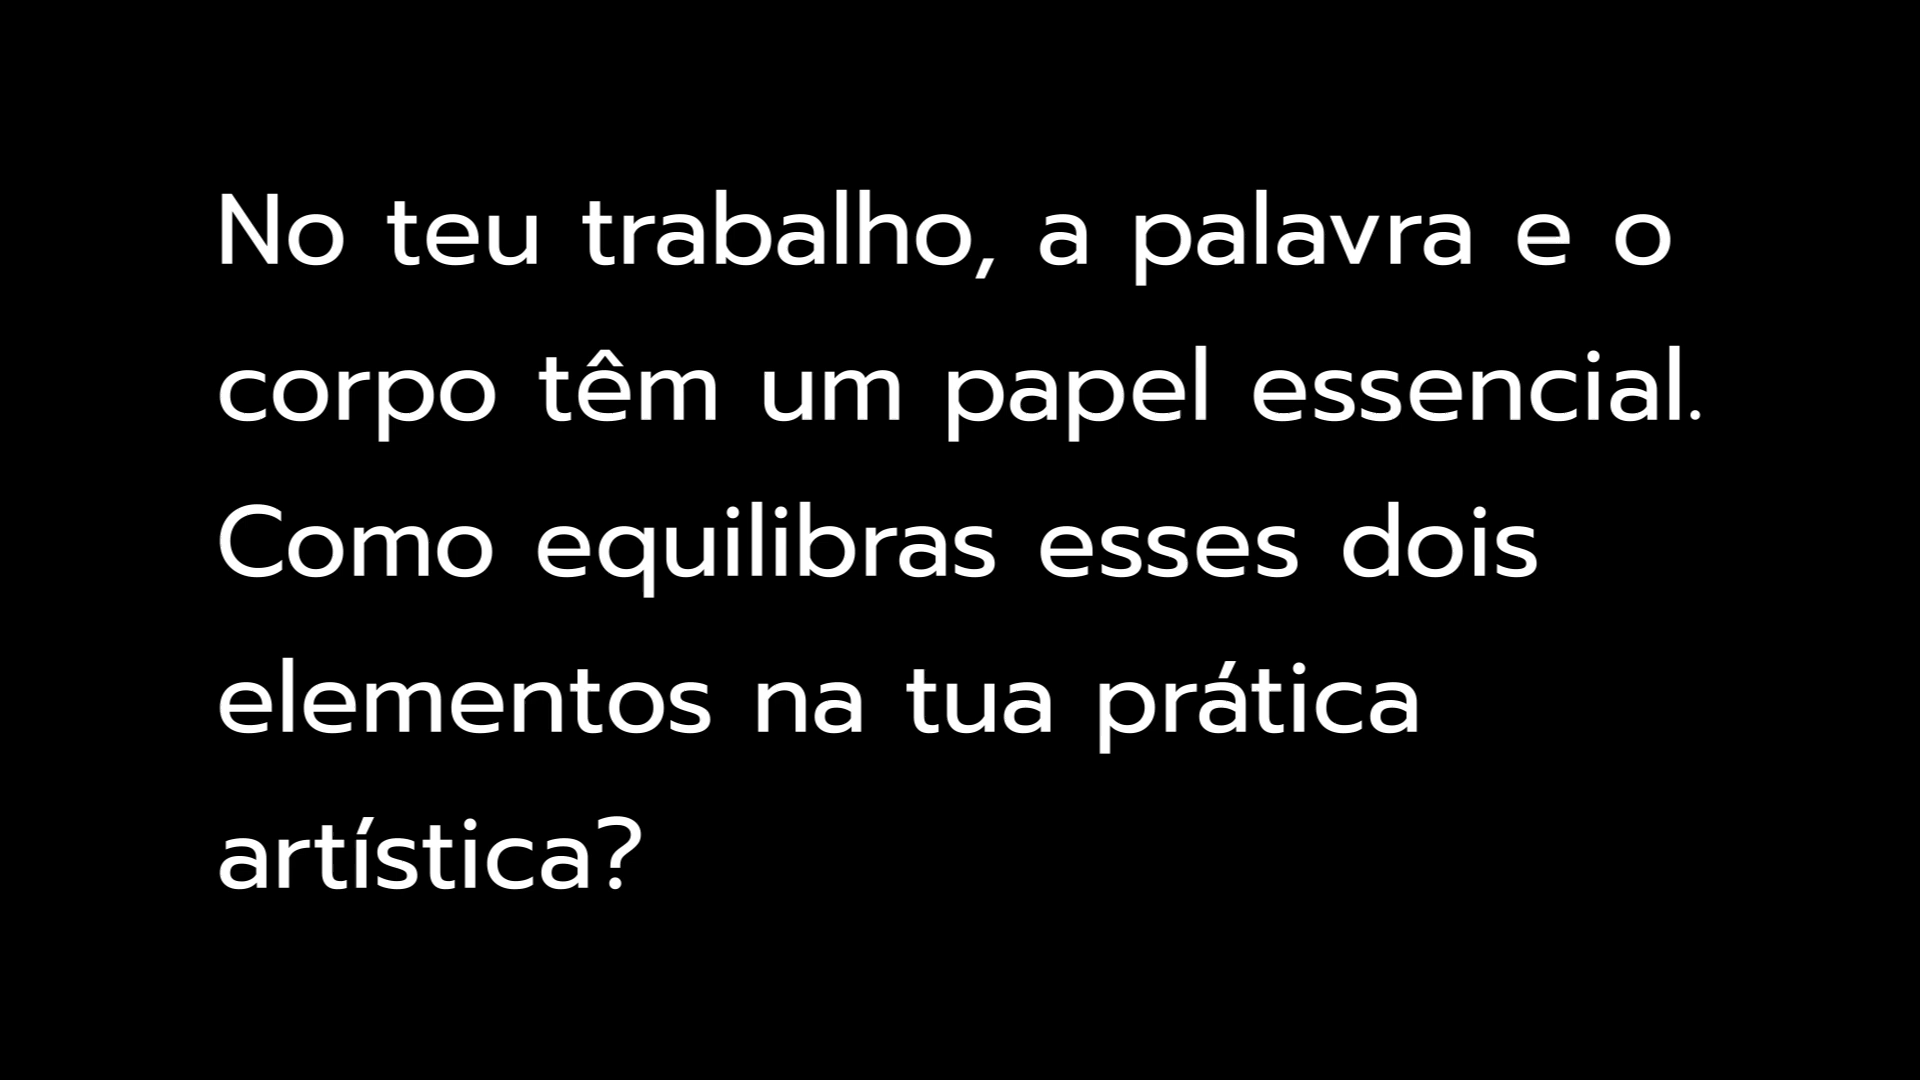 No teu trabalho, a palavra e o
corpo têm um papel essencial.
Como equilibras esses dois
elementos na tua prática
artística?